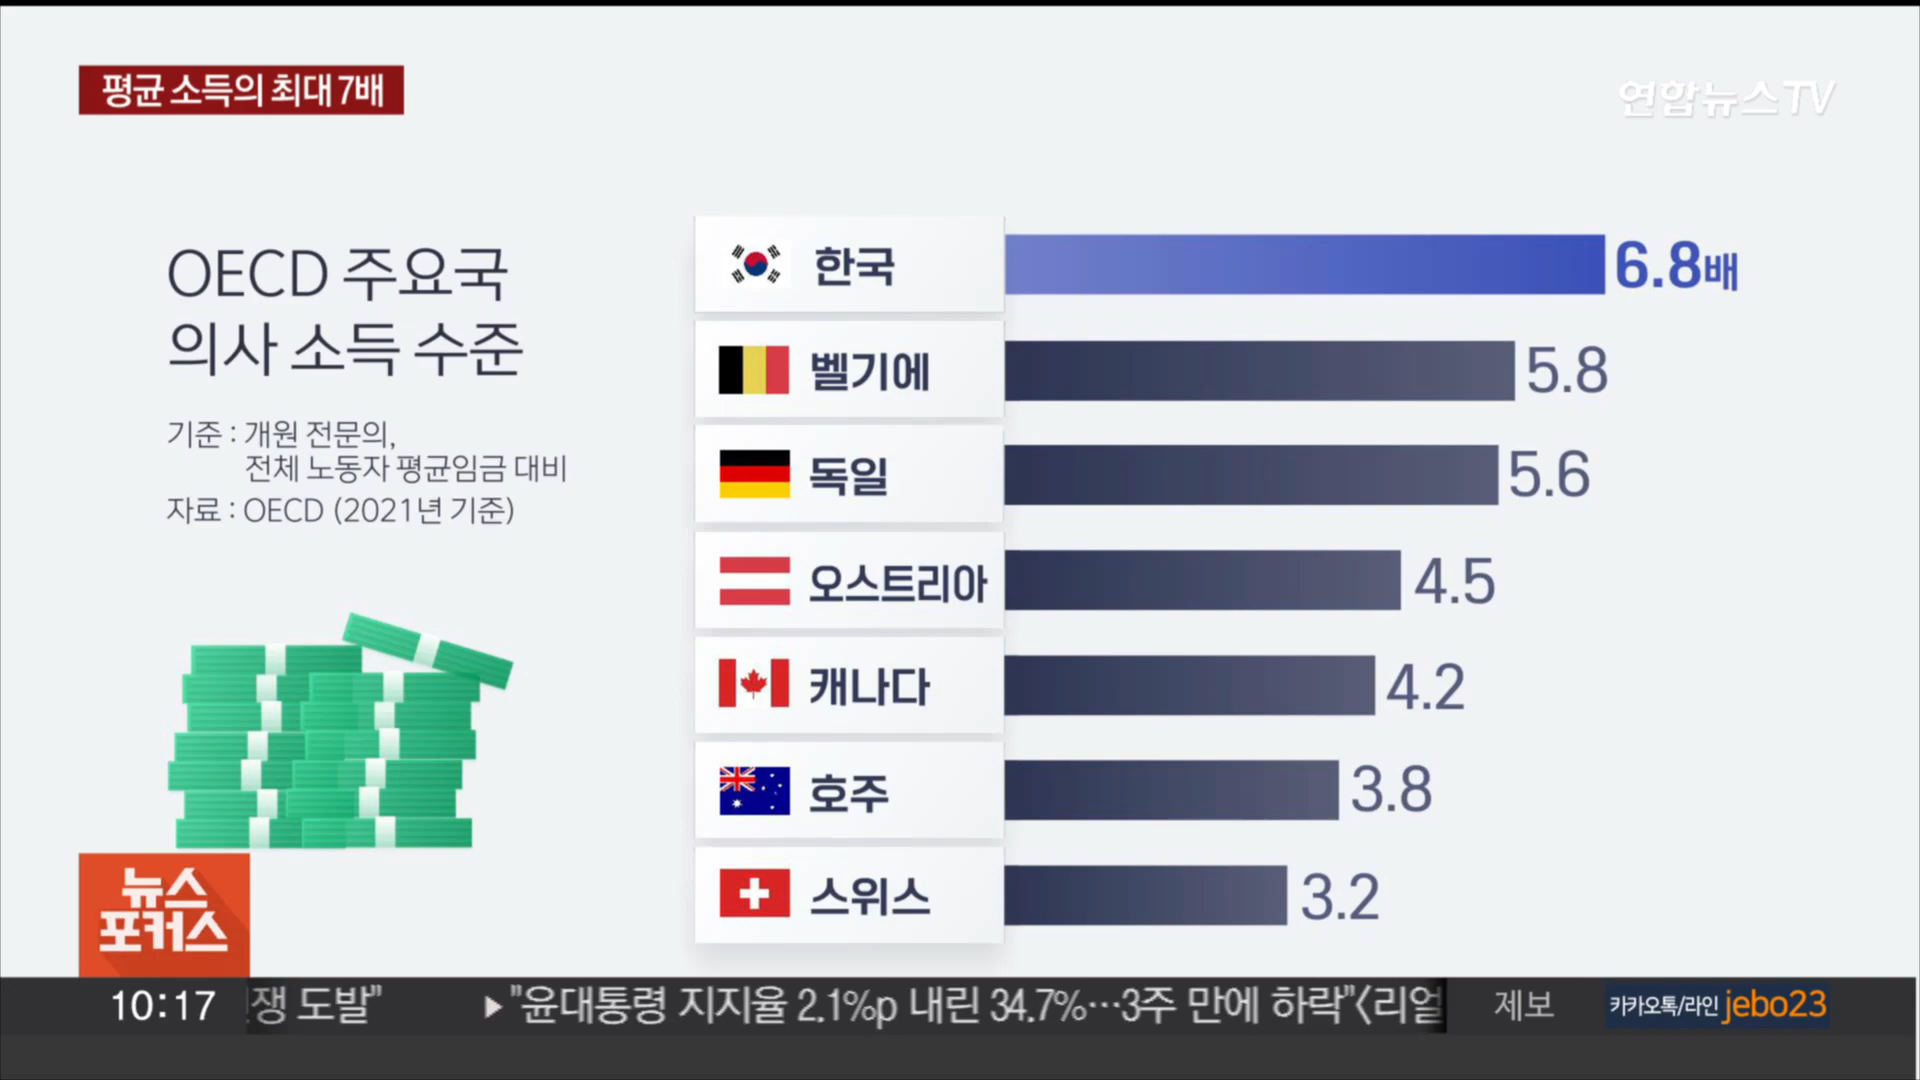 평균 소득의 최대 7배
연합뉴스TV
OECD 주요국
의사 소득 수준
기준 : 개원 전문의,
전체 노동자 평균임금 대비
자료 : OECD (2021년 기준)
한국 6.8배
벨기에 5.8
독일 5.6
오스트리아 4.5
캐나다 4.2
호주 3.8
스위스 3.2
뉴스
포커스
10:17 쟁 도발" ▶"윤대통령 지지율 2.1%p 내린 34.7%…3주 만에 하락"<리얼 제보 카카오톡/라인 jebo23